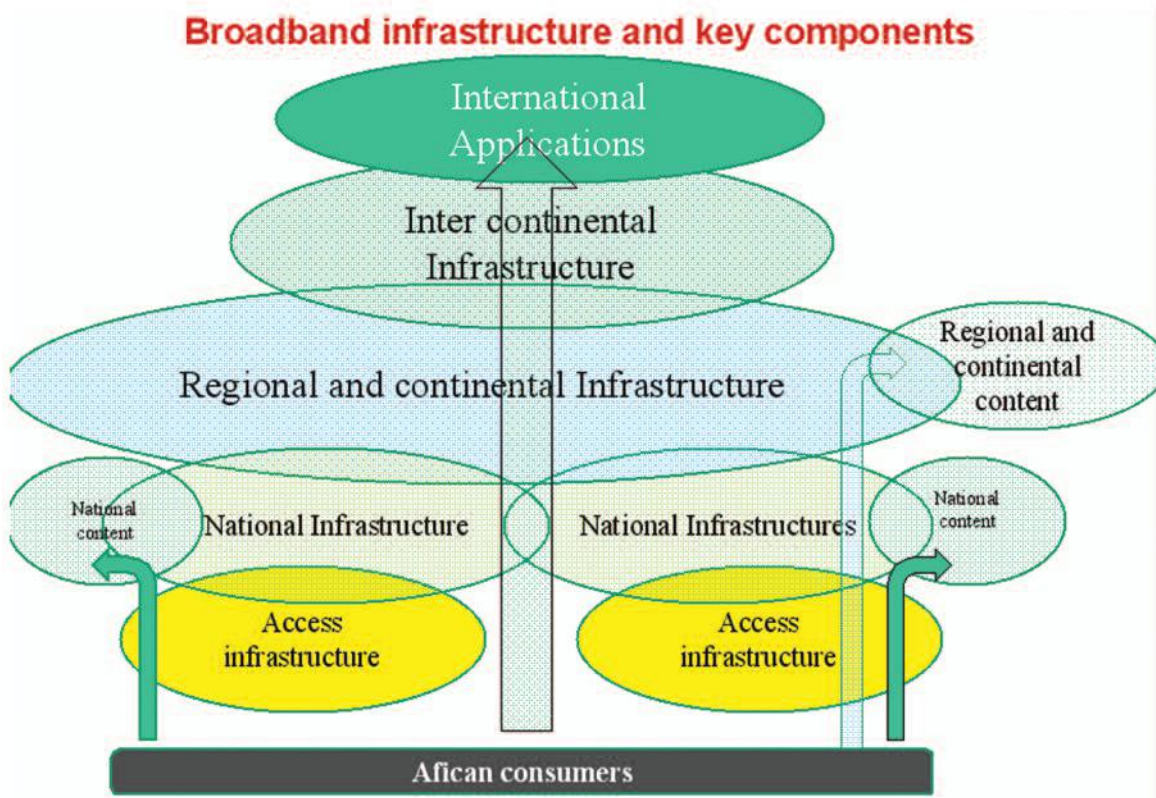 Broadband infrastructure and key components
International
Applications
Inter continental
Infrastructure
Regional and continental Infrastructure
Regional and
continental
content
National
content
National Infrastructure
National Infrastructures
National
content
Access
infrastructure
Access
infrastructure
Afican consumers